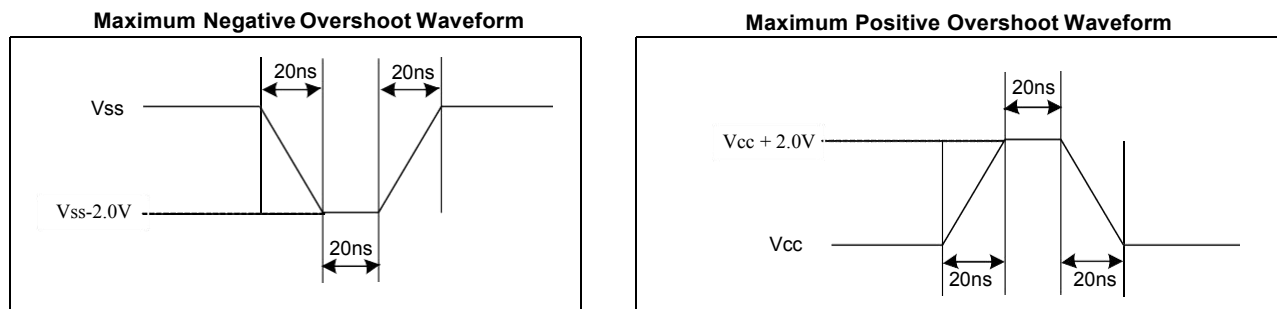 Maximum Negative Overshoot Waveform
20ns
20ns
Vss
Vss-2.0V
20ns
Maximum Positive Overshoot Waveform
20ns
Vcc + 2.0V
Vcc
20ns
20ns